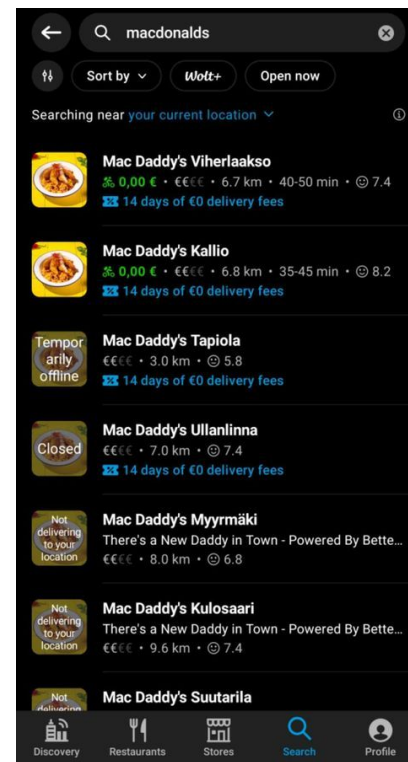 macdonalds
Sort by
Wolt+
Open now
Searching near your current location
Mac Daddy's Viherlaakso
0,00 € • €€€€ • 6.7 km • 40-50 min • 7.4
14 days of €0 delivery fees
Mac Daddy's Kallio
0,00 € • €€€€ • 6.8 km • 35-45 min • 8.2
14 days of €0 delivery fees
Tempor
arily
offline
Mac Daddy's Tapiola
€€€€ • 3.0 km • 5.8
14 days of €0 delivery fees
Closed
Mac Daddy's Ullanlinna
€€€€ • 7.0 km • 7.4
14 days of €0 delivery fees
Not
delivering
to your
location
Mac Daddy's Myyrmäki
There's a New Daddy in Town - Powered By Bette...
€€€€ • 8.0 km • 6.8
Not
delivering
to your
location
Mac Daddy's Kulosaari
There's a New Daddy in Town - Powered By Bette...
€€€€ • 9.6 km • 7.4
Not
delivering
Mac Daddy's Suutarila
Discovery
Restaurants
Stores
Search
Profile